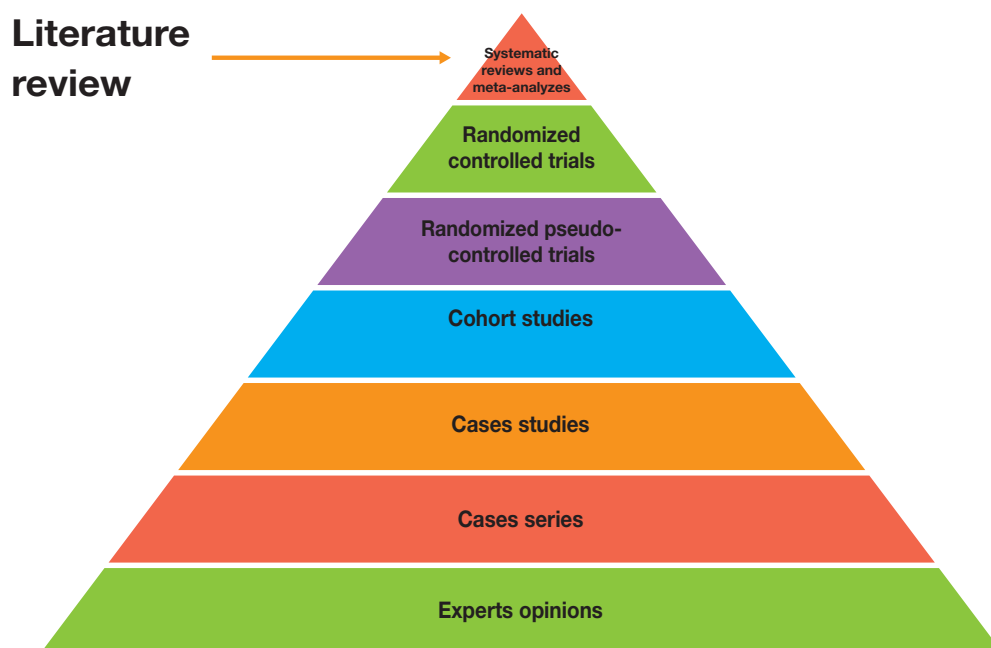 Literature
review
Systematic
reviews and
meta-analyzes
Randomized
controlled trials
Randomized pseudo-
controlled trials
Cohort studies
Cases studies
Cases series
Experts opinions